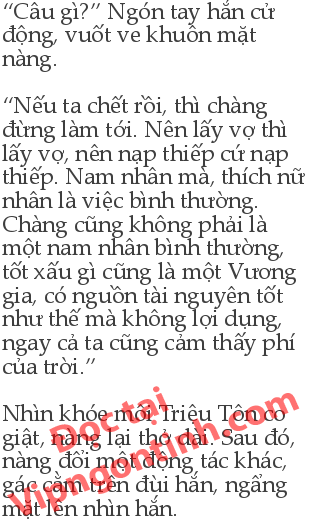 “Câu gì?” Ngón tay hắn cử
động, vuốt ve khuôn mặt
nàng.
“Nếu ta chết rồi, thì chàng
đừng làm tới. Nên lấy vợ thì
lấy vợ, nên nạp thiếp cứ nạp
thiếp. Nam nhân mà, thích nữ
nhân là việc bình thường.
Chàng cũng không phải là
một nam nhân bình thường,
tốt xấu gì cũng là một Vương
gia, có nguồn tài nguyên tốt
như thế mà không lợi dụng,
ngay cả ta cũng cảm thấy phí
của trời.”
Nhìn khóe môi Triệu Tôn co
giật, nàng lại thở dài. Sau đó,
nàng đổi một động tác khác,
gác cằm trên đùi hắn, ngẩng
mặt lên nhìn hắn.
Doc tai
Vipngontinh.com